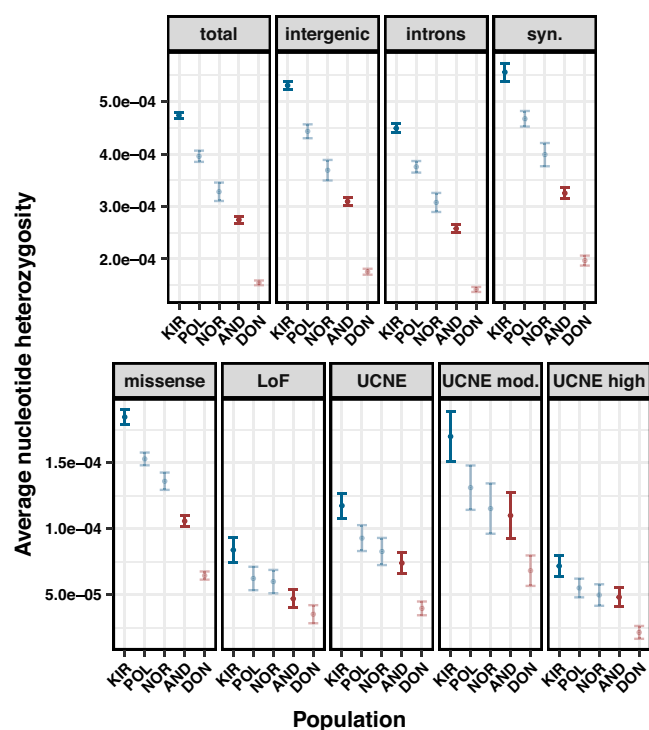 total intergenic introns syn.
5.0e−04
4.0e−04
3.0e−04
2.0e−04
KIR POL NOR AND DON KIR POL NOR AND DON KIR POL NOR AND DON KIR POL NOR AND DON
Average nucleotide heterozygosity
missense LoF UCNE UCNE mod. UCNE high
1.5e−04
1.0e−04
5.0e−05
KIR POL NOR AND DON KIR POL NOR AND DON KIR POL NOR AND DON KIR POL NOR AND DON KIR POL NOR AND DON
Population